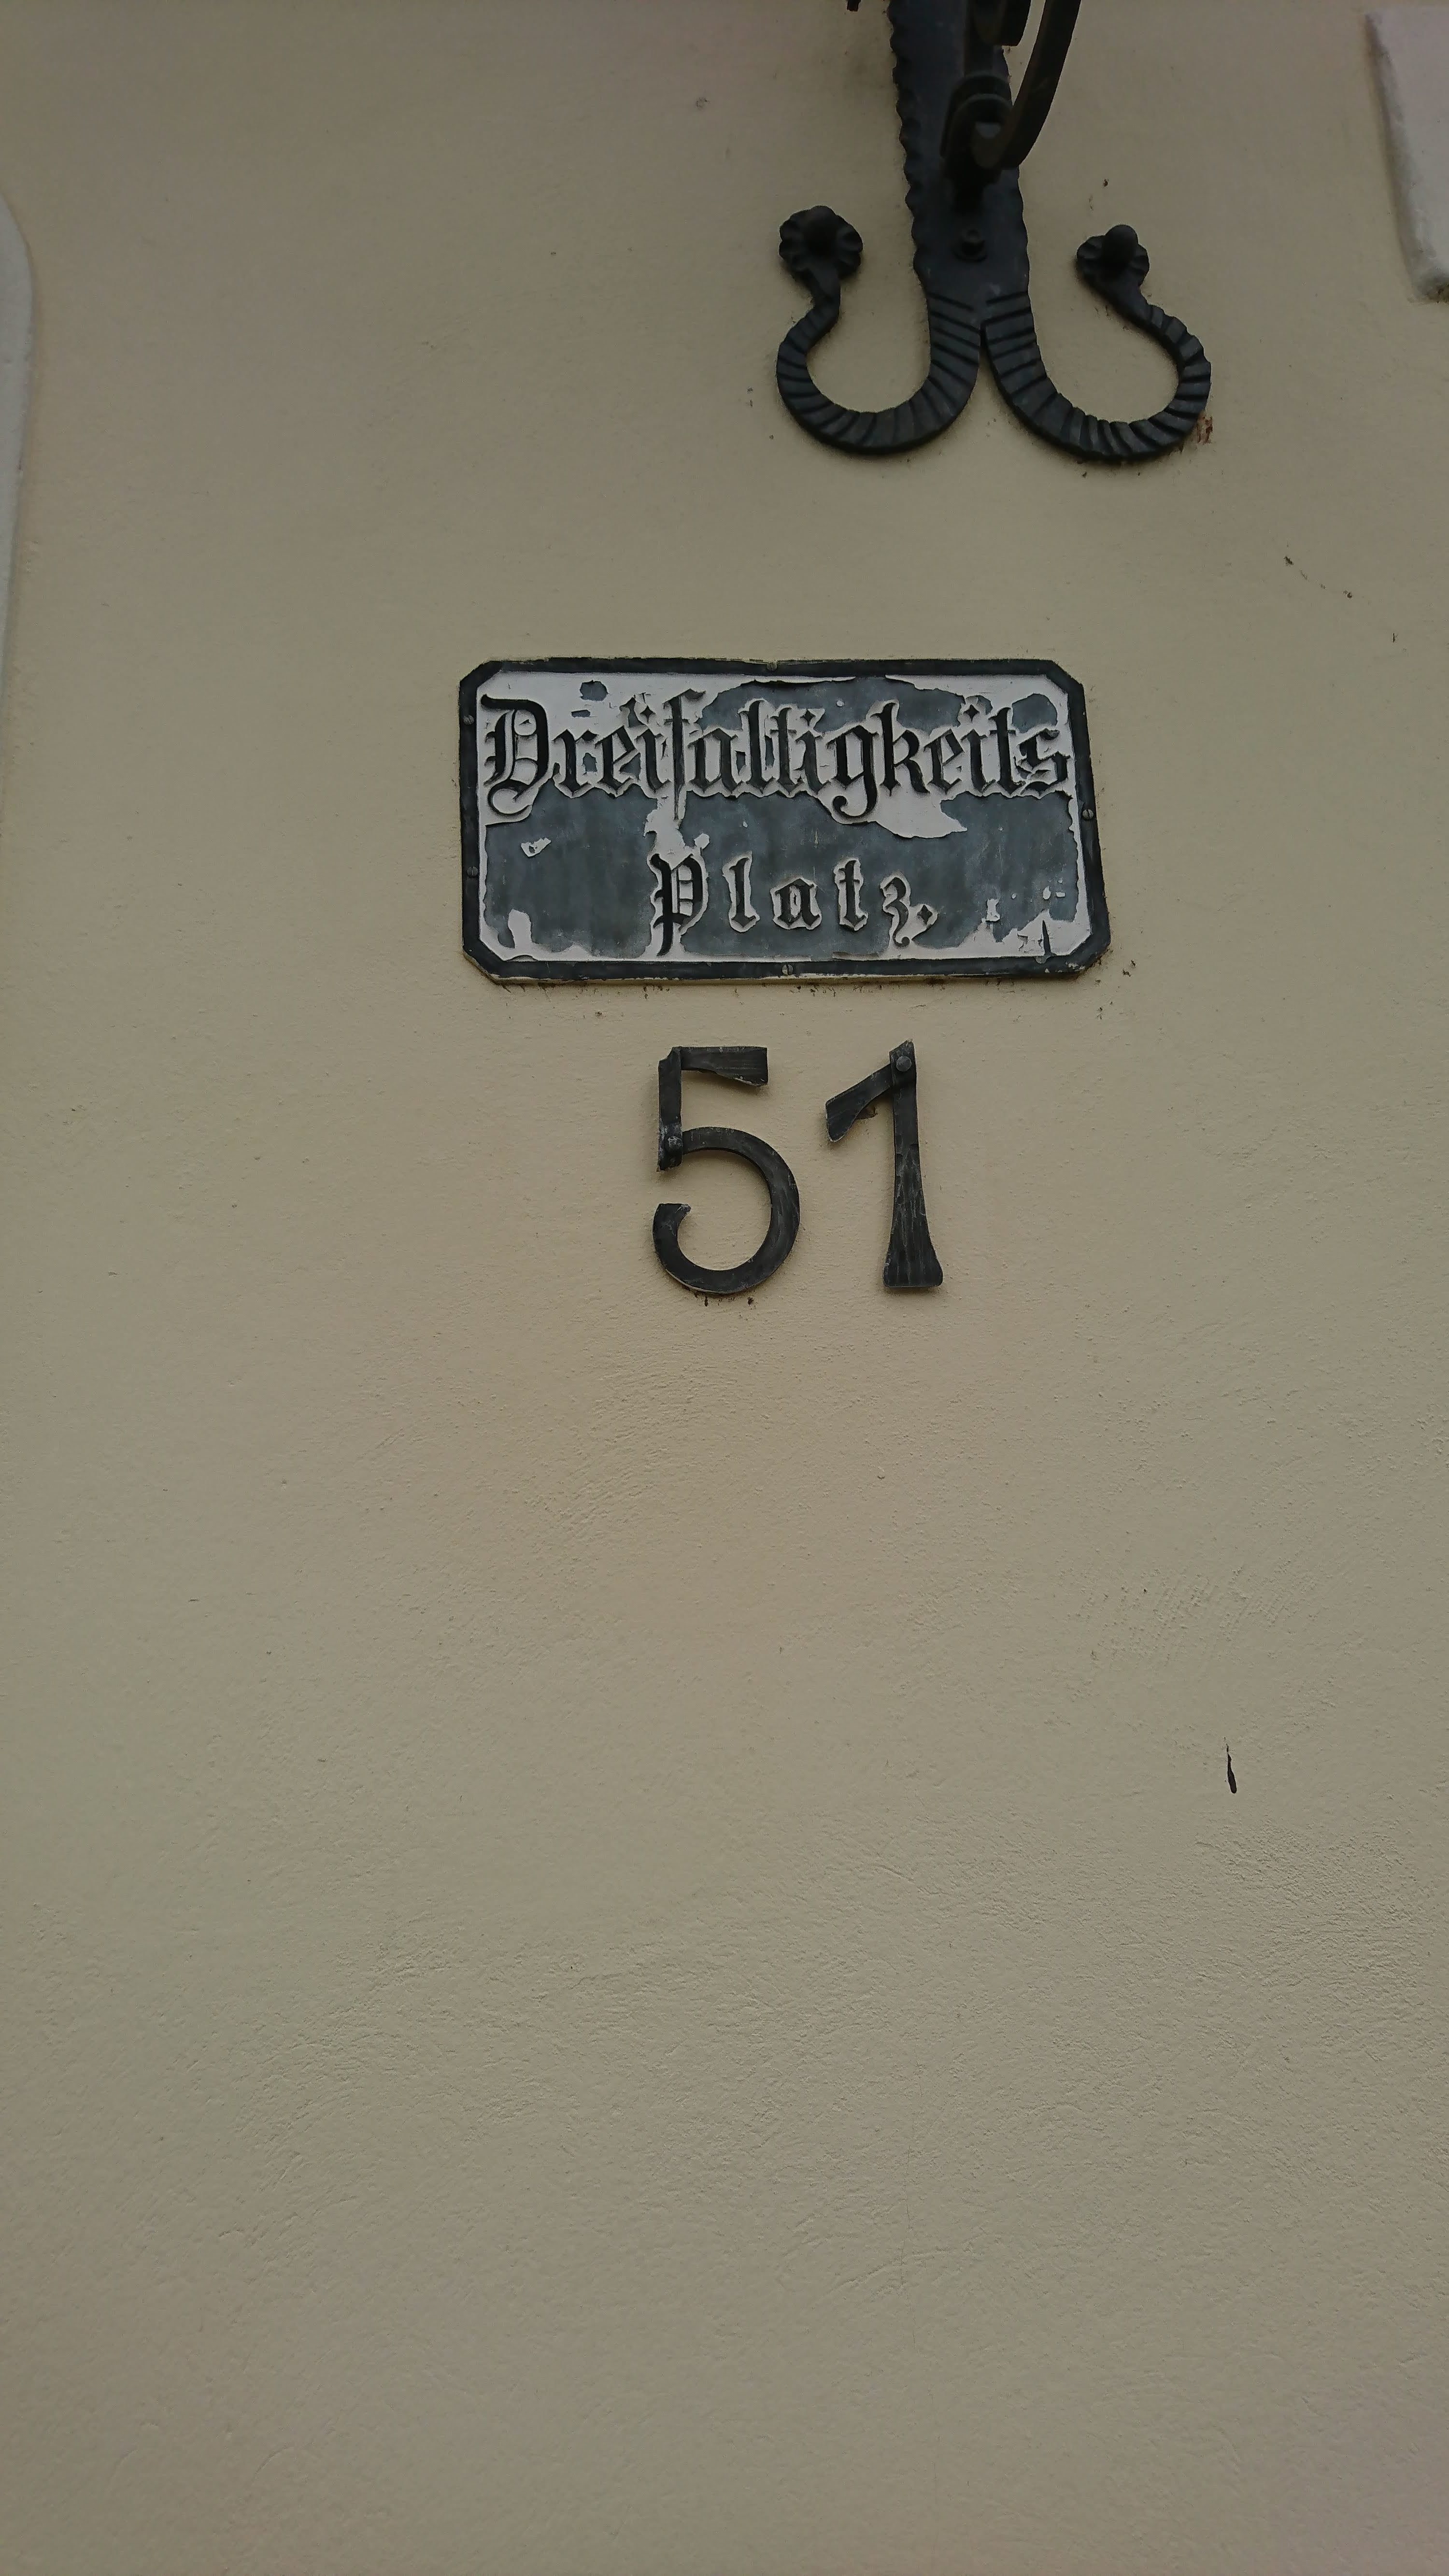 Dreifaltigkeits
Platz.
51